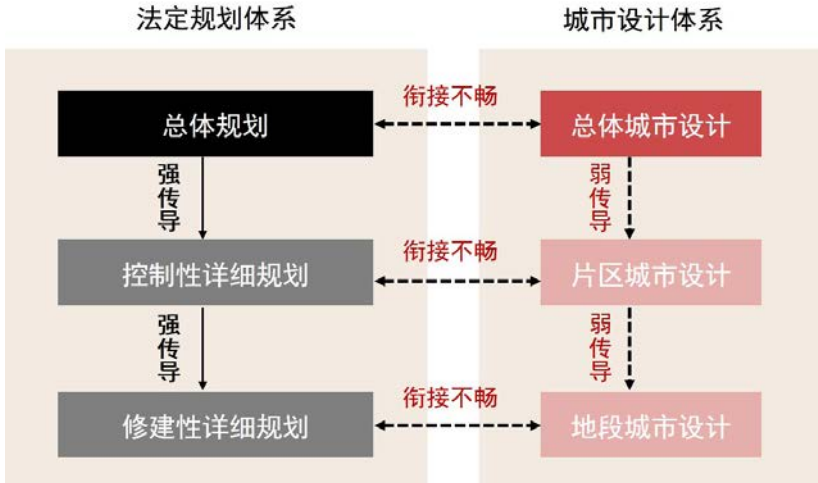 法定规划体系
城市设计体系
总体规划
衔接不畅
总体城市设计
强传导
弱传导
控制性详细规划
衔接不畅
片区城市设计
强传导
弱传导
修建性详细规划
衔接不畅
地段城市设计